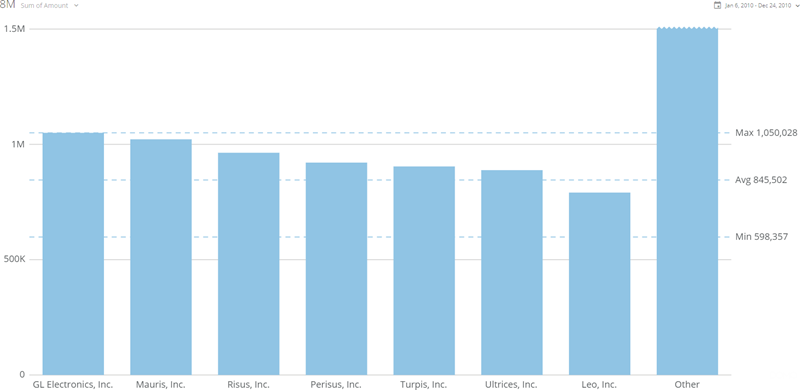 8M Sum of Amount
Jan 6, 2010 - Dec 24, 2010
1.5M
Max 1,050,028
1M
Avg 845,502
Min 598,357
500K
0
GL Electronics, Inc. Mauris, Inc. Risus, Inc. Perisus, Inc. Turpis, Inc. Ultrices, Inc. Leo, Inc. Other